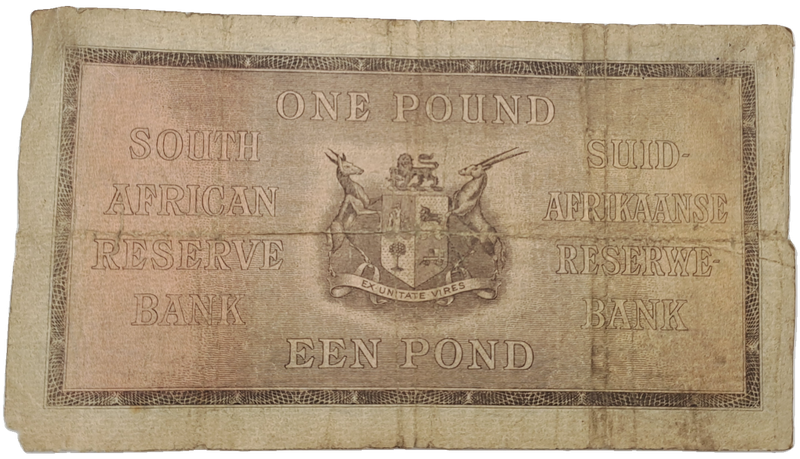 ONE POUND
SOUTH
AFRICAN
RESERVE
BANK
SUID-
AFRIKAANSE
RESERWE-
BANK
EX UNITATE VIRES
EEN POND